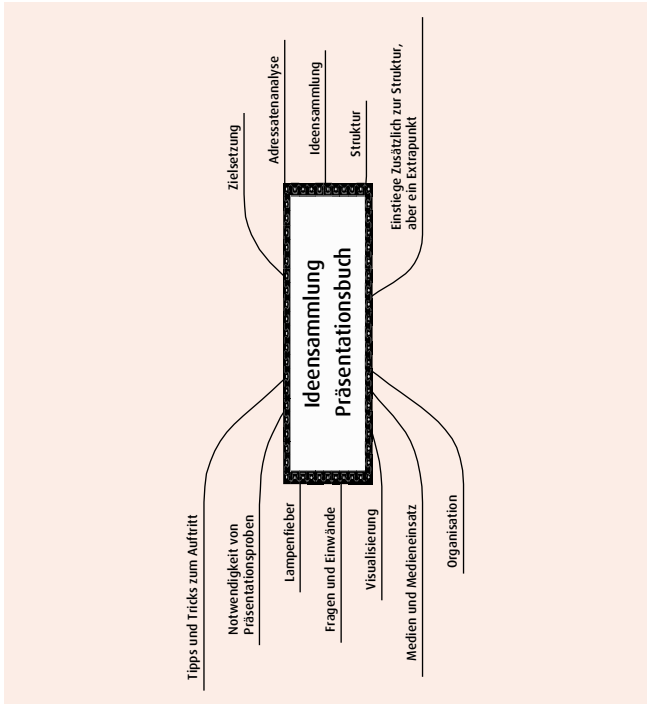 Ideensammlung
Präsentationsbuch
Zielsetzung
Adressatenanalyse
Ideensammlung
Struktur
Einstiege Zusätzlich zur Struktur,
aber ein Extrapunkt
Tipps und Tricks zum Auftritt
Notwendigkeit von
Präsentationsproben
Lampenfieber
Fragen und Einwände
Visualisierung
Medien und Medieneinsatz
Organisation